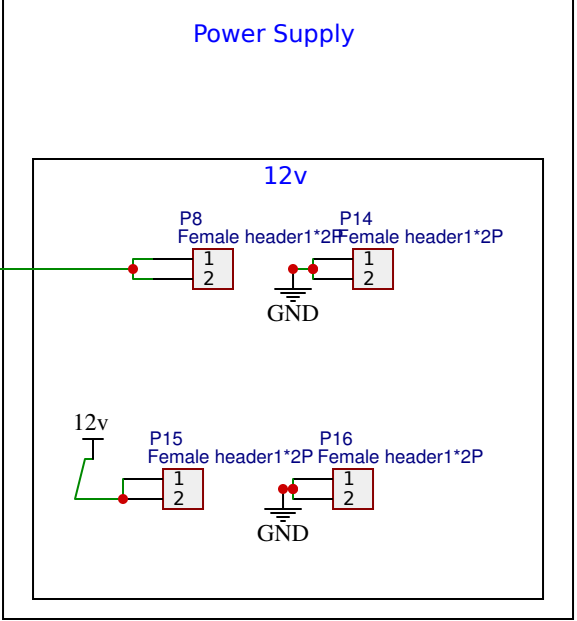 Power Supply
12v
P8
Female header1*2P
1
2
P14
Female header1*2P
1
2
GND
12v
P15
Female header1*2P
1
2
P16
Female header1*2P
1
2
GND